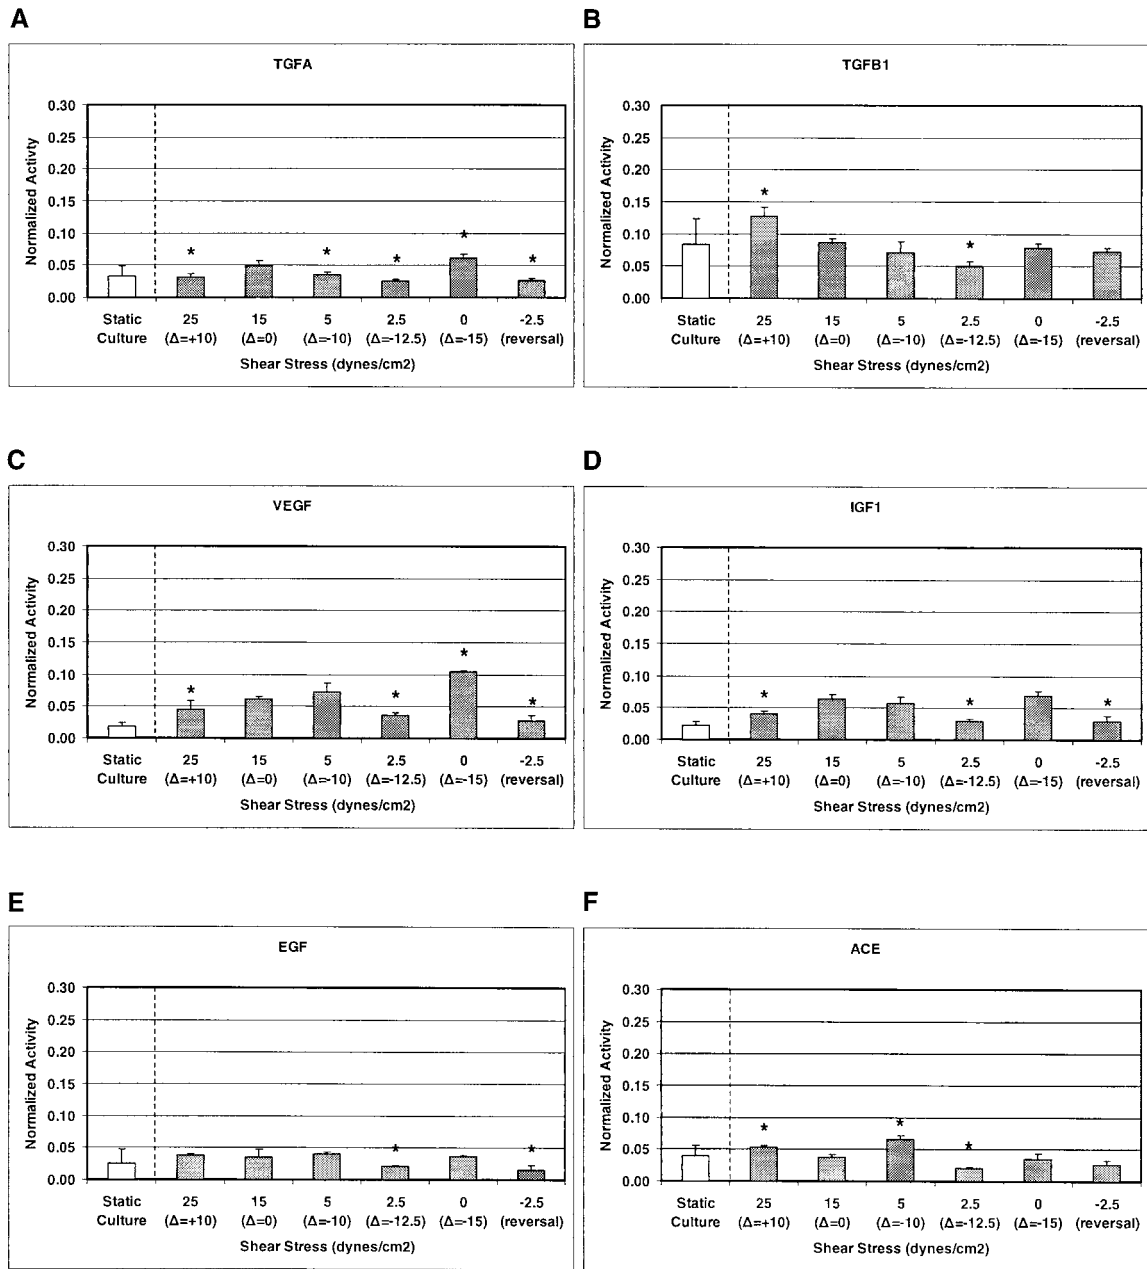 A
TGFA
Normalized Activity
0.30
0.25
0.20
0.15
0.10
0.05
0.00
* * * * *
Static Culture
25 (Δ=+10)
15 (Δ=0)
5 (Δ=-10)
2.5 (Δ=-12.5)
0 (Δ=-15)
-2.5 (reversal)
Shear Stress (dynes/cm2)
B
TGFB1
Normalized Activity
0.30
0.25
0.20
0.15
0.10
0.05
0.00
* *
Static Culture
25 (Δ=+10)
15 (Δ=0)
5 (Δ=-10)
2.5 (Δ=-12.5)
0 (Δ=-15)
-2.5 (reversal)
Shear Stress (dynes/cm2)
C
VEGF
Normalized Activity
0.30
0.25
0.20
0.15
0.10
0.05
0.00
* * * *
Static Culture
25 (Δ=+10)
15 (Δ=0)
5 (Δ=-10)
2.5 (Δ=-12.5)
0 (Δ=-15)
-2.5 (reversal)
Shear Stress (dynes/cm2)
D
IGF1
Normalized Activity
0.30
0.25
0.20
0.15
0.10
0.05
0.00
* * *
Static Culture
25 (Δ=+10)
15 (Δ=0)
5 (Δ=-10)
2.5 (Δ=-12.5)
0 (Δ=-15)
-2.5 (reversal)
Shear Stress (dynes/cm2)
E
EGF
Normalized Activity
0.30
0.25
0.20
0.15
0.10
0.05
0.00
* *
Static Culture
25 (Δ=+10)
15 (Δ=0)
5 (Δ=-10)
2.5 (Δ=-12.5)
0 (Δ=-15)
-2.5 (reversal)
Shear Stress (dynes/cm2)
F
ACE
Normalized Activity
0.30
0.25
0.20
0.15
0.10
0.05
0.00
* * *
Static Culture
25 (Δ=+10)
15 (Δ=0)
5 (Δ=-10)
2.5 (Δ=-12.5)
0 (Δ=-15)
-2.5 (reversal)
Shear Stress (dynes/cm2)